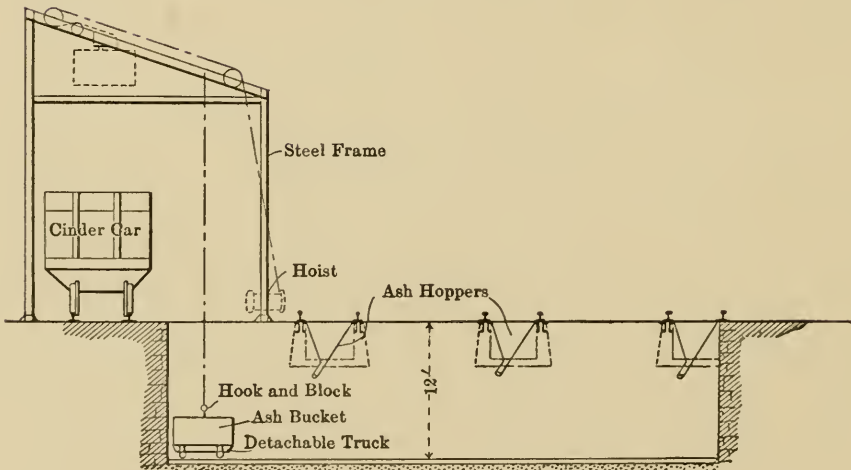 Steel Frame
Cinder Car
Hoist
Ash Hoppers
12'
Hook and Block
Ash Bucket
Detachable Truck